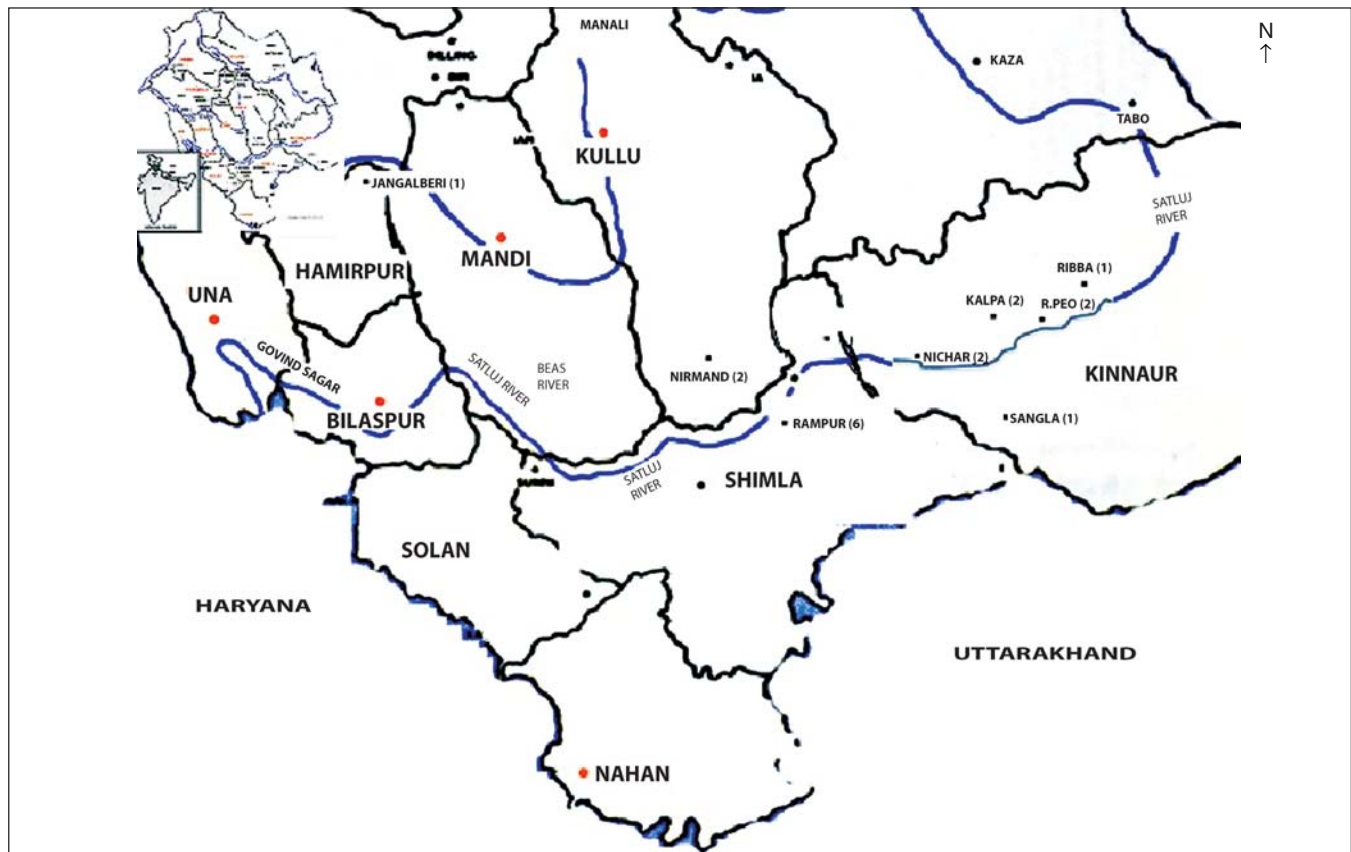 N
↑
MANALI
KAZA
TABO
KULLU
JANGALBERI (1)
SATLUJ
RIVER
MANDI
HAMIRPUR
RIBBA (1)
UNA
KALPA (2)
R.PEO (2)
GOVIND SAGAR
SATLUJ RIVER
BEAS
RIVER
NIRMAND (2)
NICHAR (2)
KINNAUR
BILASPUR
RAMPUR (6)
SANGLA (1)
SATLUJ
RIVER
SHIMLA
SOLAN
HARYANA
UTTARAKHAND
NAHAN